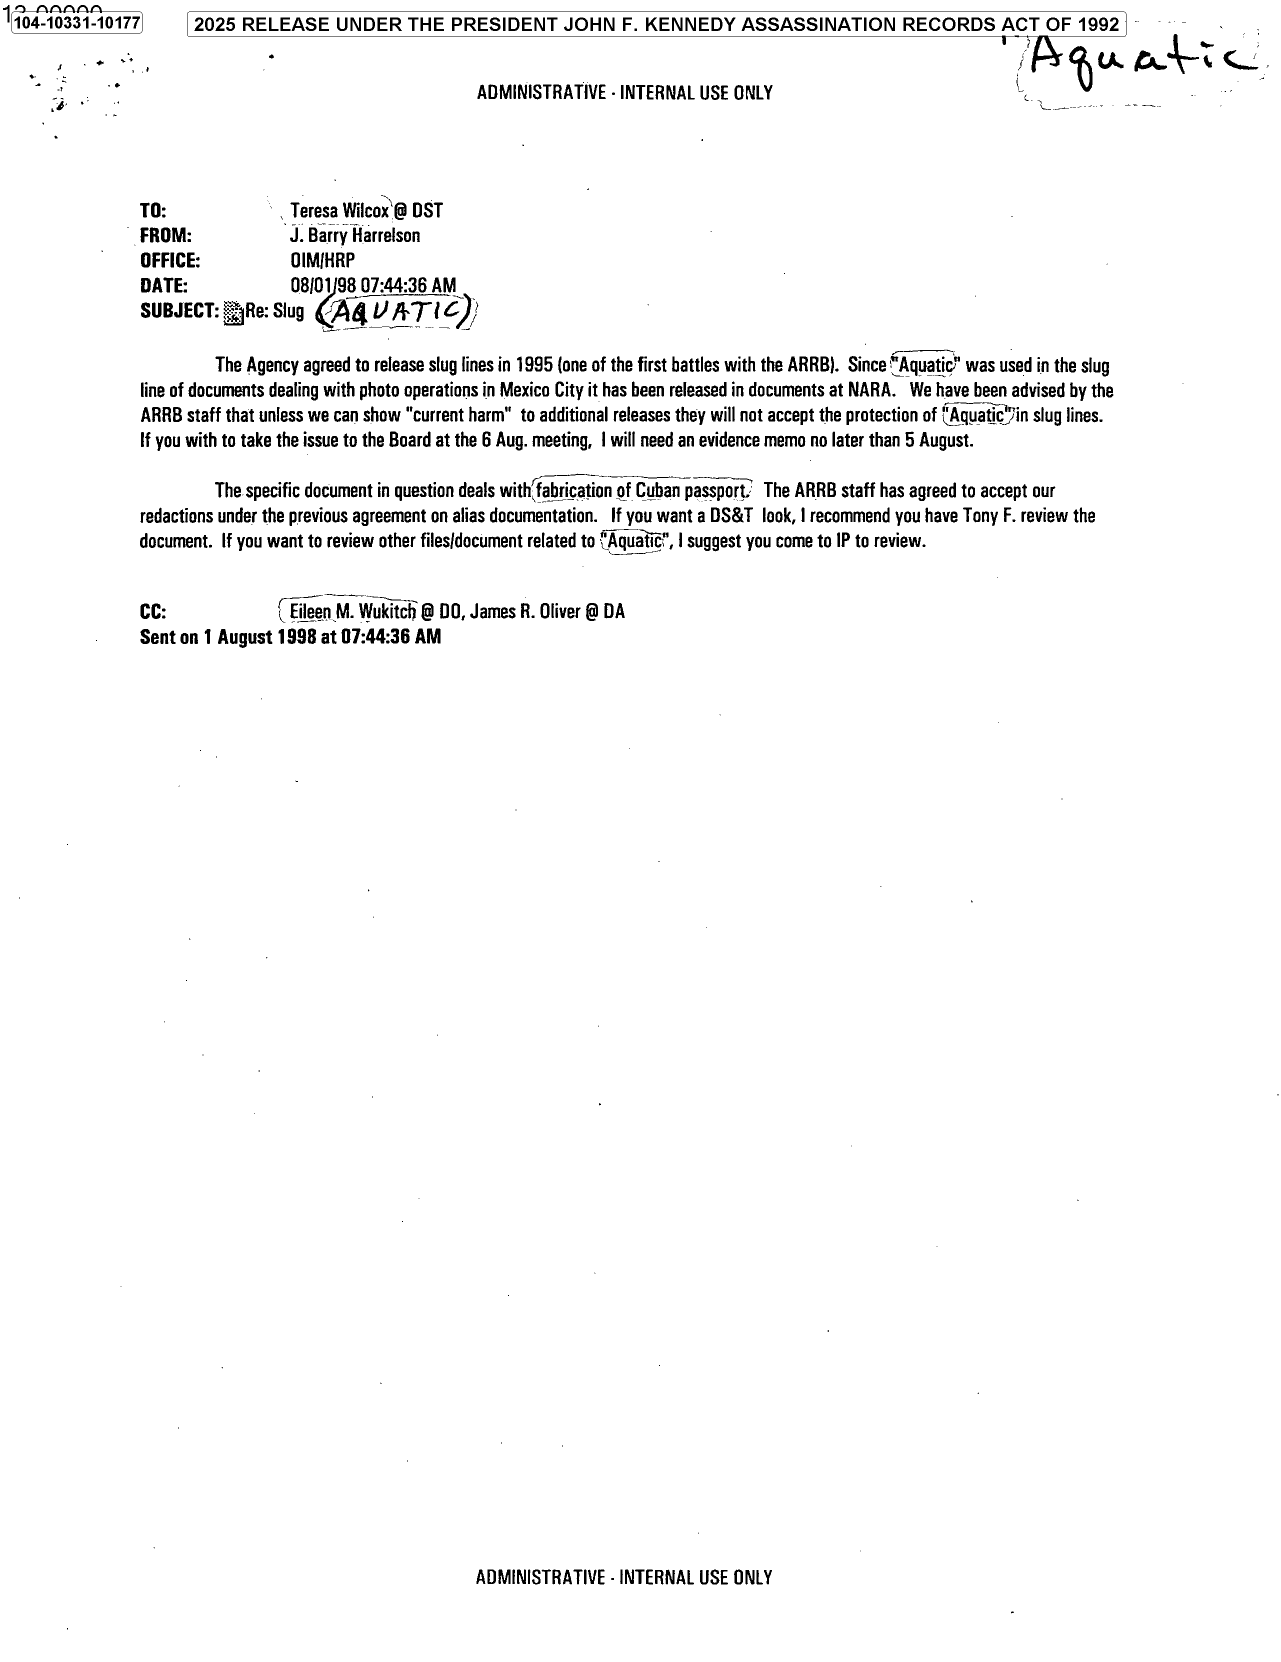 104-10331-10177
2025 RELEASE UNDER THE PRESIDENT JOHN F. KENNEDY ASSASSINATION RECORDS ACT OF 1992
"Aquatic
ADMINISTRATIVE - INTERNAL USE ONLY
TO: Teresa Wilcox @ DST
FROM: J. Barry Harrelson
OFFICE: OIM/HRP
DATE: 08/01/98 07:44:36 AM
SUBJECT: Re: Slug (AQUATIC)
The Agency agreed to release slug lines in 1995 (one of the first battles with the ARRB). Since "Aquatic" was used in the slug
line of documents dealing with photo operations in Mexico City it has been released in documents at NARA. We have been advised by the
ARRB staff that unless we can show "current harm" to additional releases they will not accept the protection of "Aquatic" in slug lines.
If you with to take the issue to the Board at the 6 Aug. meeting, I will need an evidence memo no later than 5 August.
The specific document in question deals with fabrication of Cuban passport. The ARRB staff has agreed to accept our
redactions under the previous agreement on alias documentation. If you want a DS&T look, I recommend you have Tony F. review the
document. If you want to review other files/document related to "Aquatic", I suggest you come to IP to review.
CC: Eileen M. Wukitch @ DO, James R. Oliver @ DA
Sent on 1 August 1998 at 07:44:36 AM
ADMINISTRATIVE - INTERNAL USE ONLY